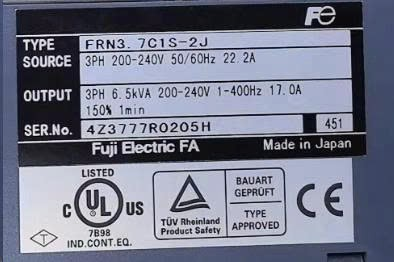 Fe
TYPE FRN3.7C1S-2J
SOURCE 3PH 200-240V 50/60Hz 22.2A
OUTPUT 3PH 6.5kVA 200-240V 1-400Hz 17.0A
150% 1min
SER.No. 4Z3777R0205H 451
Fuji Electric FA Made in Japan
LISTED
C UL US
7B98
IND.CONT.EQ.
TÜV Rheinland
Product Safety
BAUART
GEPRÜFT
TYPE
APPROVED
CE